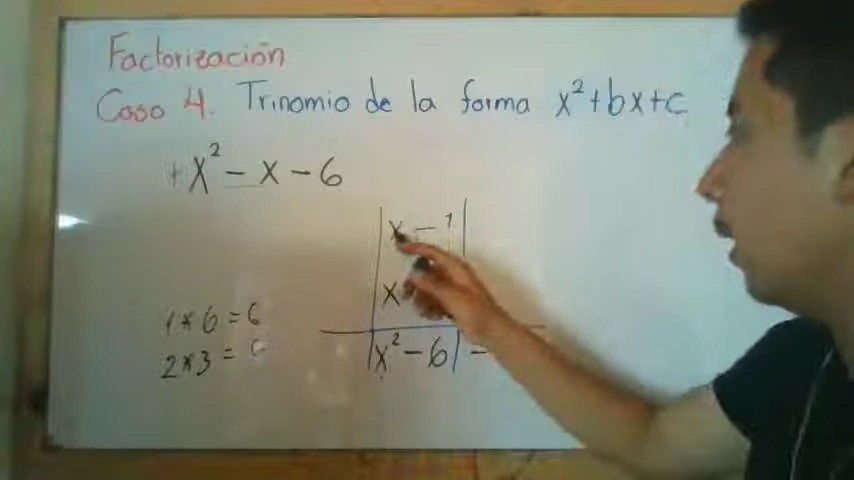 Factorización
Caso 4. Trinomio de la forma x² + bx + c
+x² - x - 6
x - 1
x
1 * 6 = 6
2 * 3 = 6
x² - 6 -